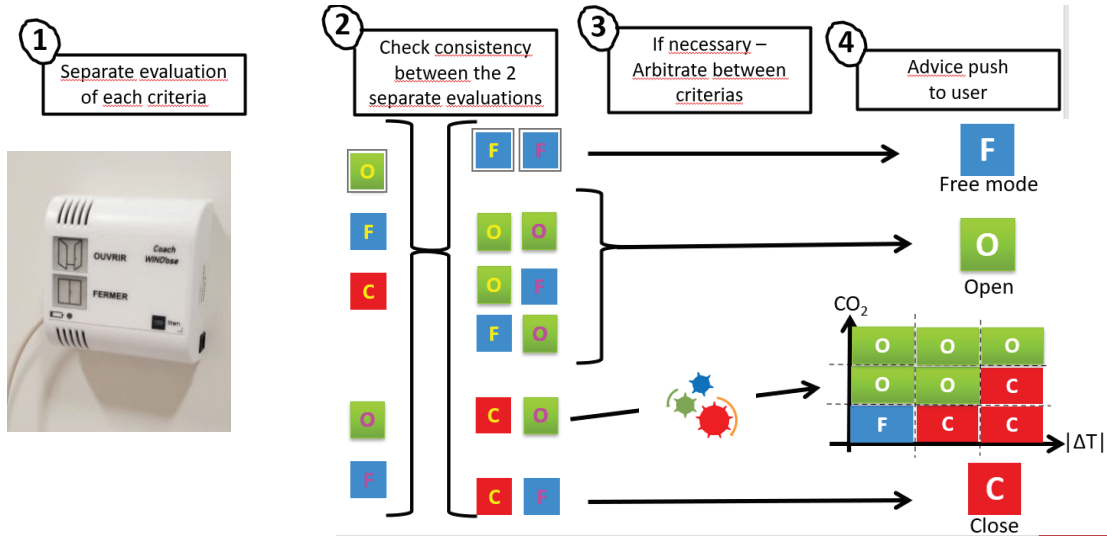 1
Separate evaluation
of each criteria
2
Check consistency
between the 2
separate evaluations
3
If necessary –
Arbitrate between
criterias
4
Advice push
to user
Coach
WIND'ose
OUVRIR
FERMER
O
F
C
O
F
F F
O O
O F
F O
C O
C F
F
Free mode
O
Open
CO2
O O O
O O C
F C C
|ΔT|
C
Close